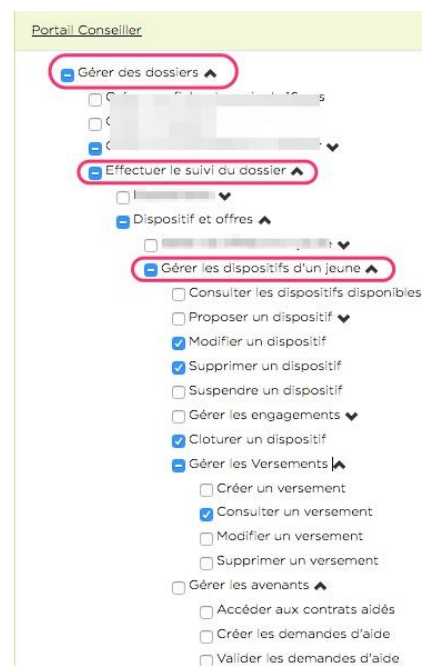 Portail Conseiller
Gérer des dossiers
Effectuer le suivi du dossier
Dispositif et offres
Gérer les dispositifs d'un jeune
Consulter les dispositifs disponibles
Proposer un dispositif
Modifier un dispositif
Supprimer un dispositif
Suspendre un dispositif
Gérer les engagements
Cloturer un dispositif
Gérer les Versements
Créer un versement
Consulter un versement
Modifier un versement
Supprimer un versement
Gérer les avenants
Accéder aux contrats aidés
Créer les demandes d'aide
Valider les demandes d'aide